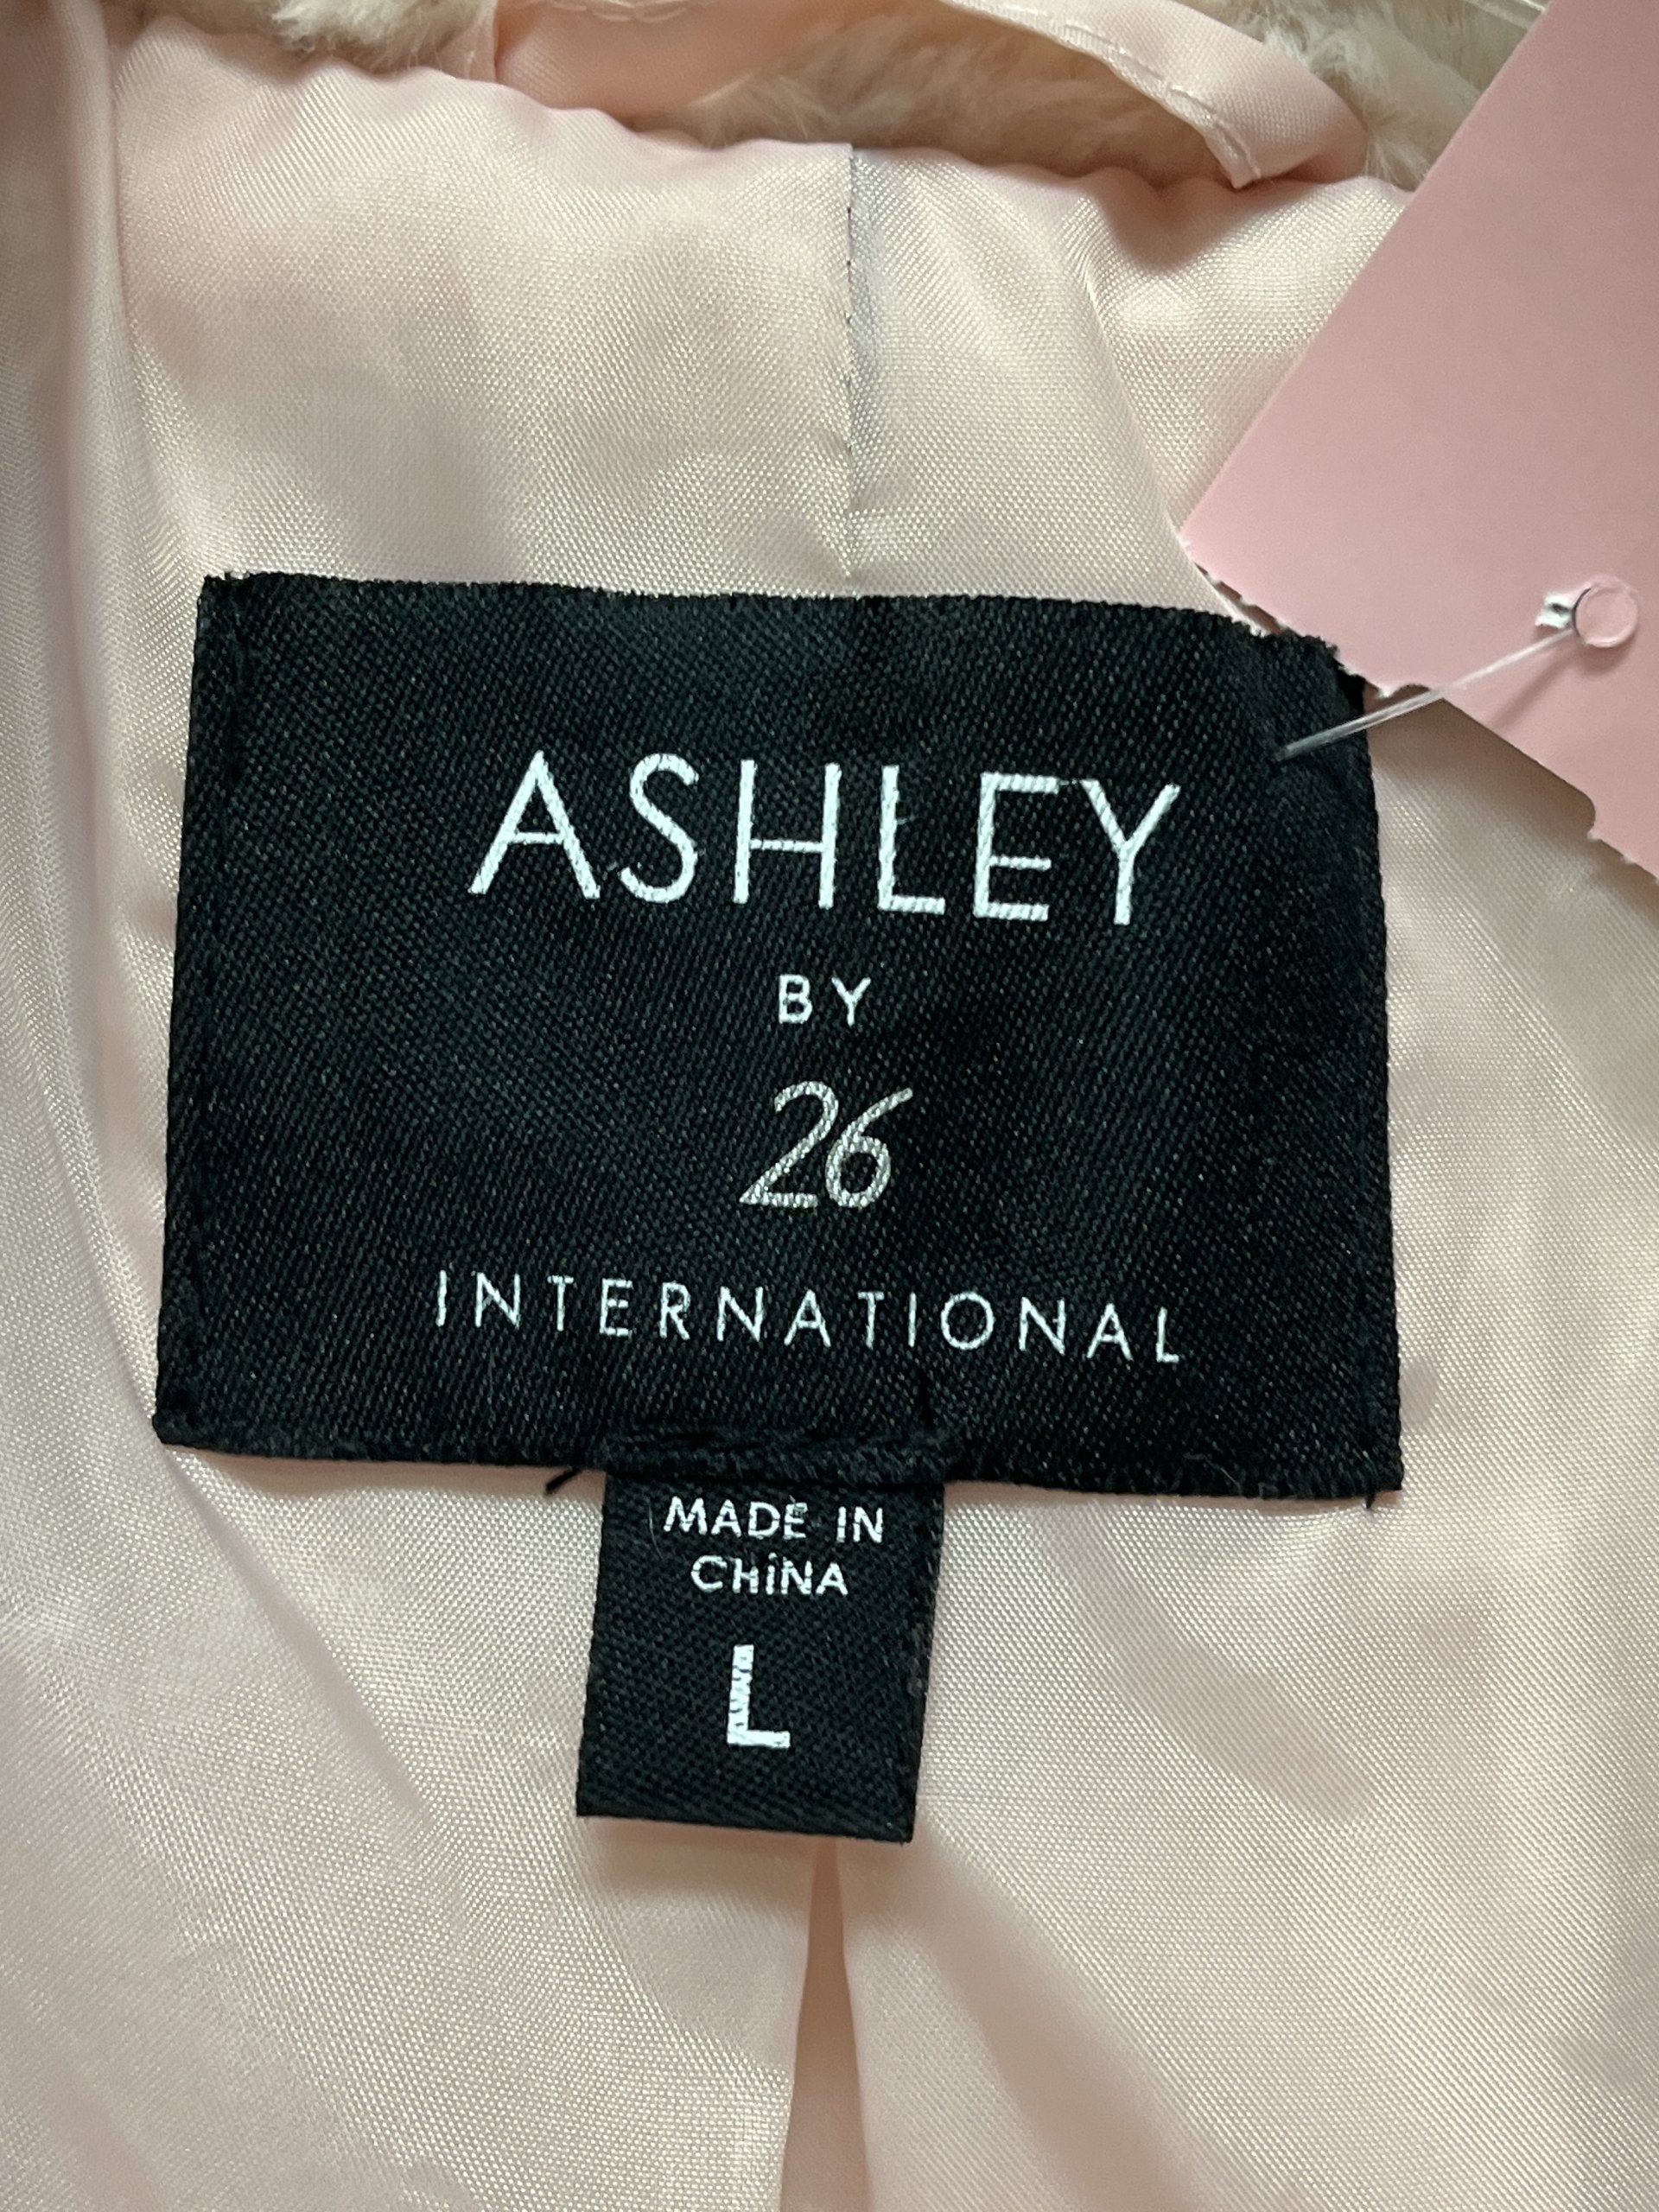 ASHLEY
BY
26
INTERNATIONAL
MADE IN
CHiNA
L